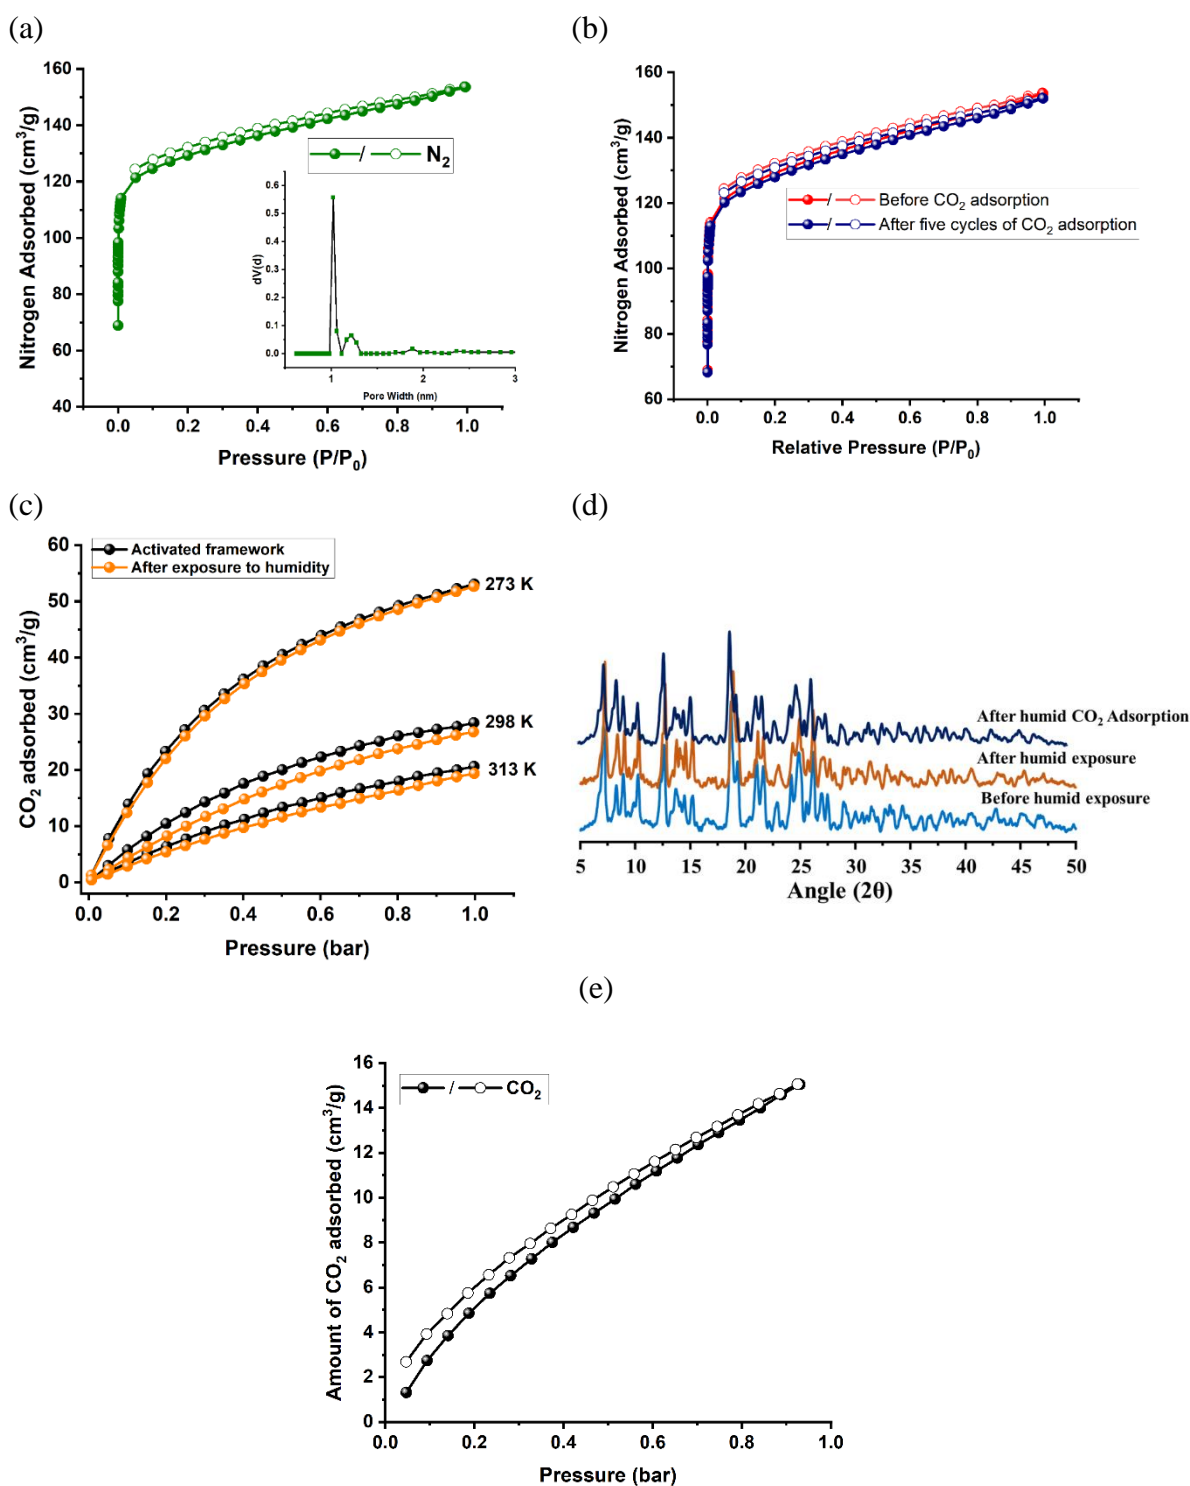 (a)
160
140
120
100
80
60
40
Nitrogen Adsorbed (cm³/g)
●/○ N₂
0.6
0.5
0.4
0.3
0.2
0.1
0.0
dV(d)
1 2 3
Pore Width (nm)
0.0 0.2 0.4 0.6 0.8 1.0
Pressure (P/P₀)
(b)
160
140
120
100
80
60
Nitrogen Adsorbed (cm³/g)
●/○ Before CO₂ adsorption
●/○ After five cycles of CO₂ adsorption
0.0 0.2 0.4 0.6 0.8 1.0
Relative Pressure (P/P₀)
(c)
60
50
40
30
20
10
0
CO₂ adsorbed (cm³/g)
Activated framework
After exposure to humidity
273 K
298 K
313 K
0.0 0.2 0.4 0.6 0.8 1.0
Pressure (bar)
(d)
After humid CO₂ Adsorption
After humid exposure
Before humid exposure
5 10 15 20 25 30 35 40 45 50
Angle (2θ)
(e)
16
14
12
10
8
6
4
2
0
Amount of CO₂ adsorbed (cm³/g)
●/○ CO₂
0.0 0.2 0.4 0.6 0.8 1.0
Pressure (bar)